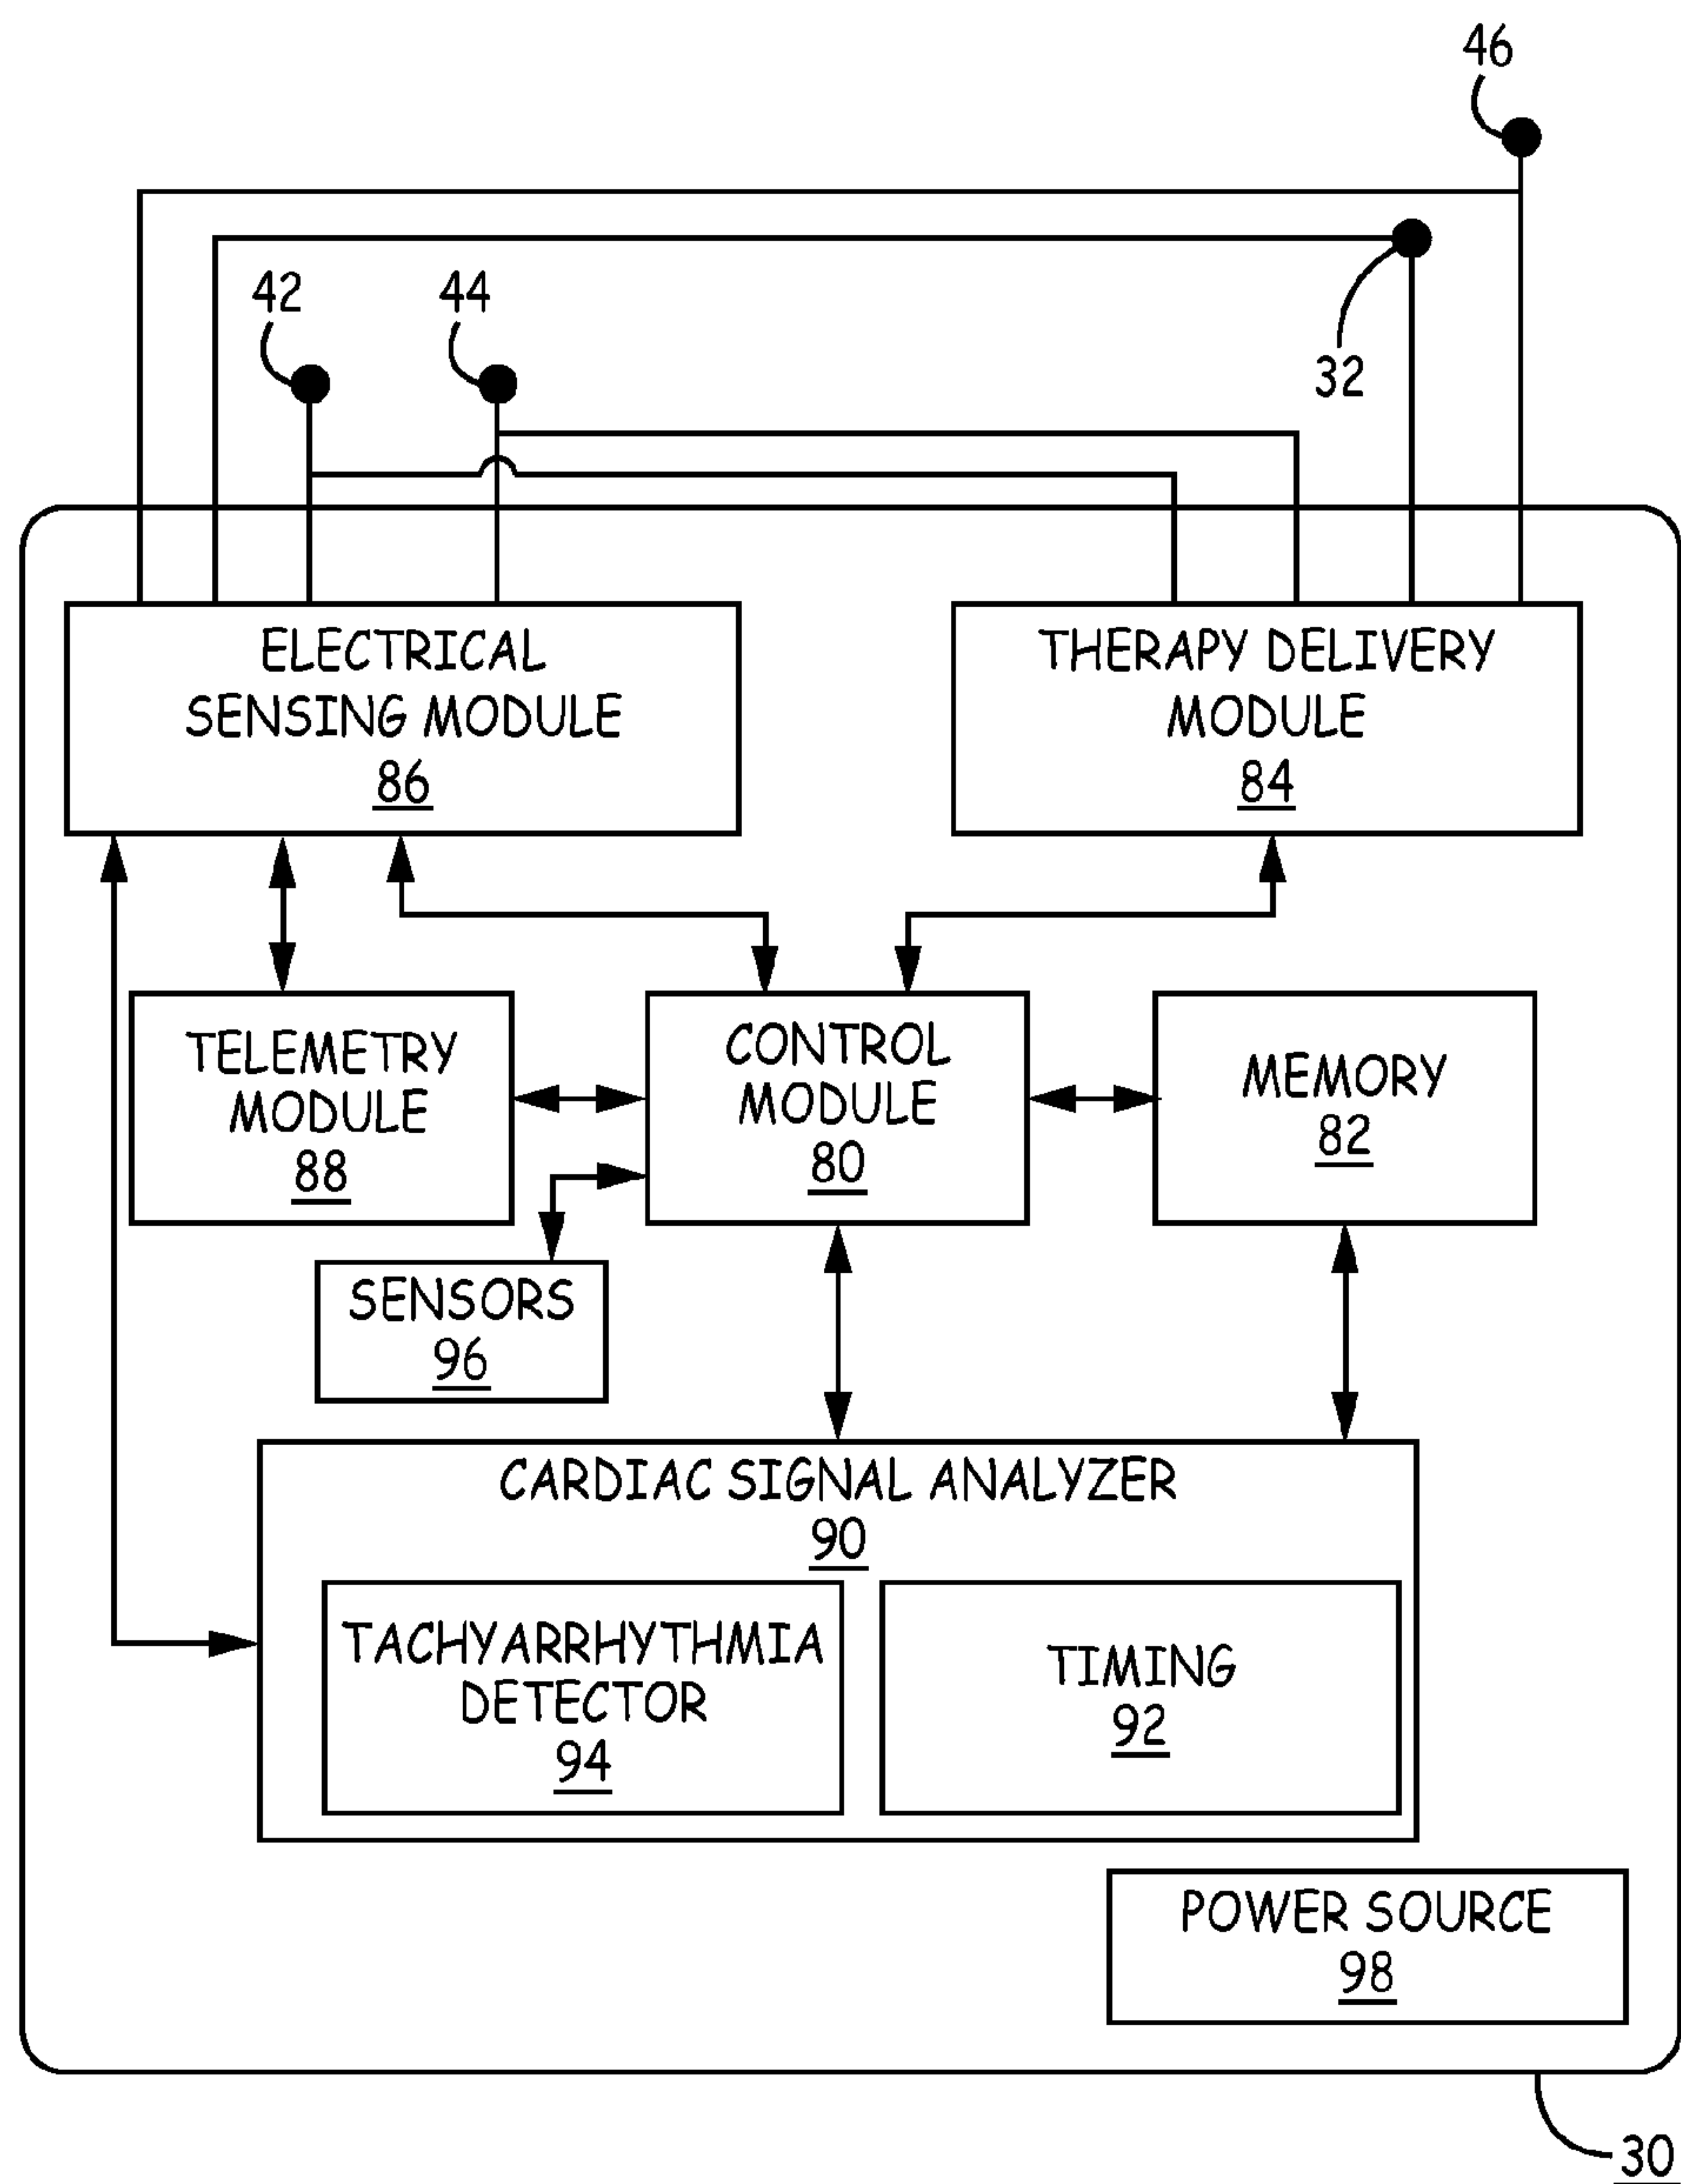 46
42
44
32
ELECTRICAL
SENSING MODULE
86
THERAPY DELIVERY
MODULE
84
TELEMETRY
MODULE
88
CONTROL
MODULE
80
MEMORY
82
SENSORS
96
CARDIAC SIGNAL ANALYZER
90
TACHYARRHYTHMIA
DETECTOR
94
TIMING
92
POWER SOURCE
98
30